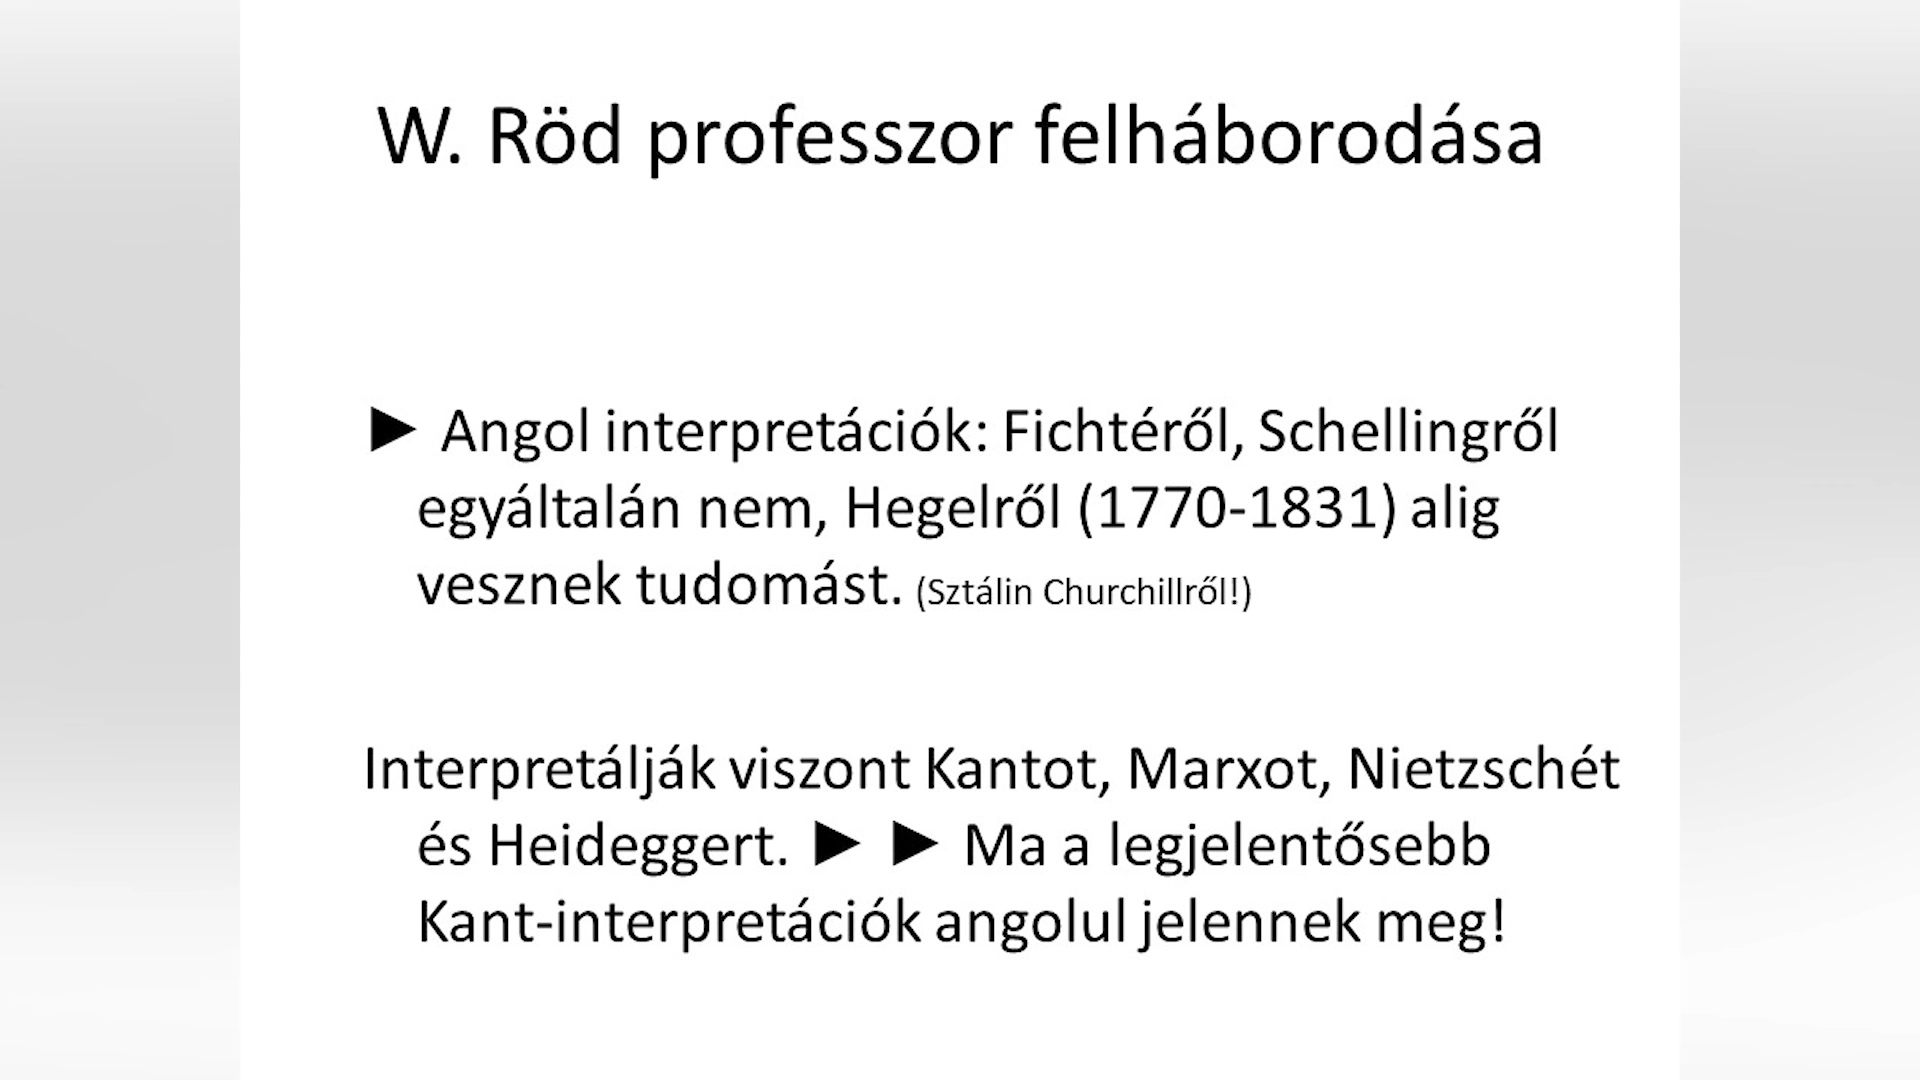 W. Röd professzor felháborodása
► Angol interpretációk: Fichtéről, Schellingről
egyáltalán nem, Hegelről (1770-1831) alig
vesznek tudomást. (Sztálin Churchillről!)
Interpretálják viszont Kantot, Marxot, Nietzschét
és Heideggert. ► ► Ma a legjelentősebb
Kant-interpretációk angolul jelennek meg!